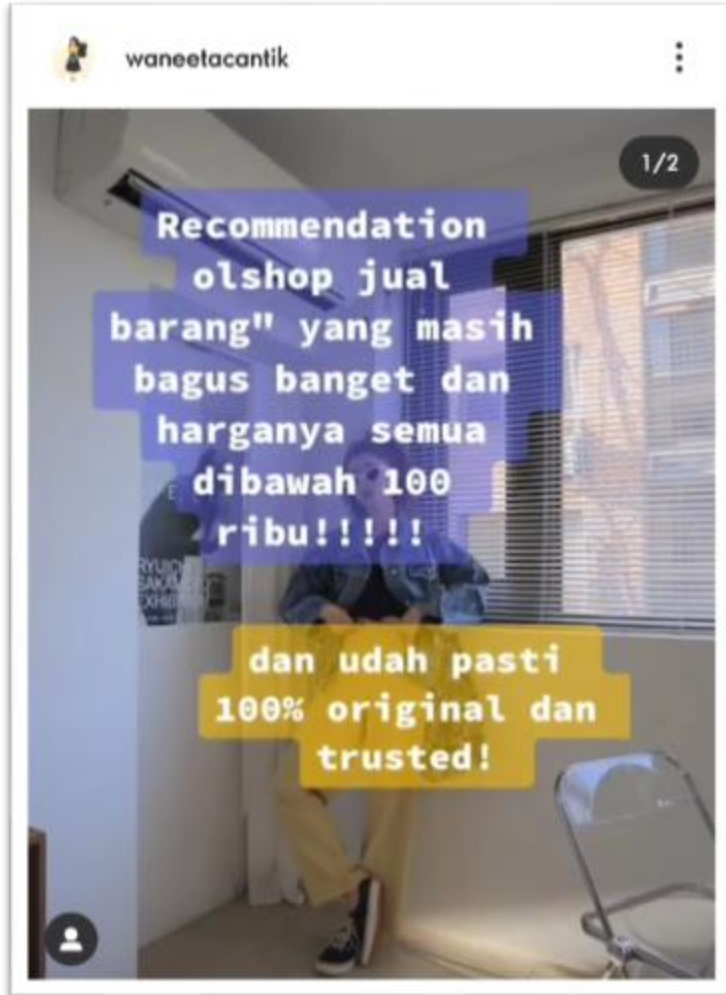 waneetacantik
1/2
Recommendation
olshop jual
barang" yang masih
bagus banget dan
harganya semua
dibawah 100
ribu!!!!!
dan udah pasti
100% original dan
trusted!